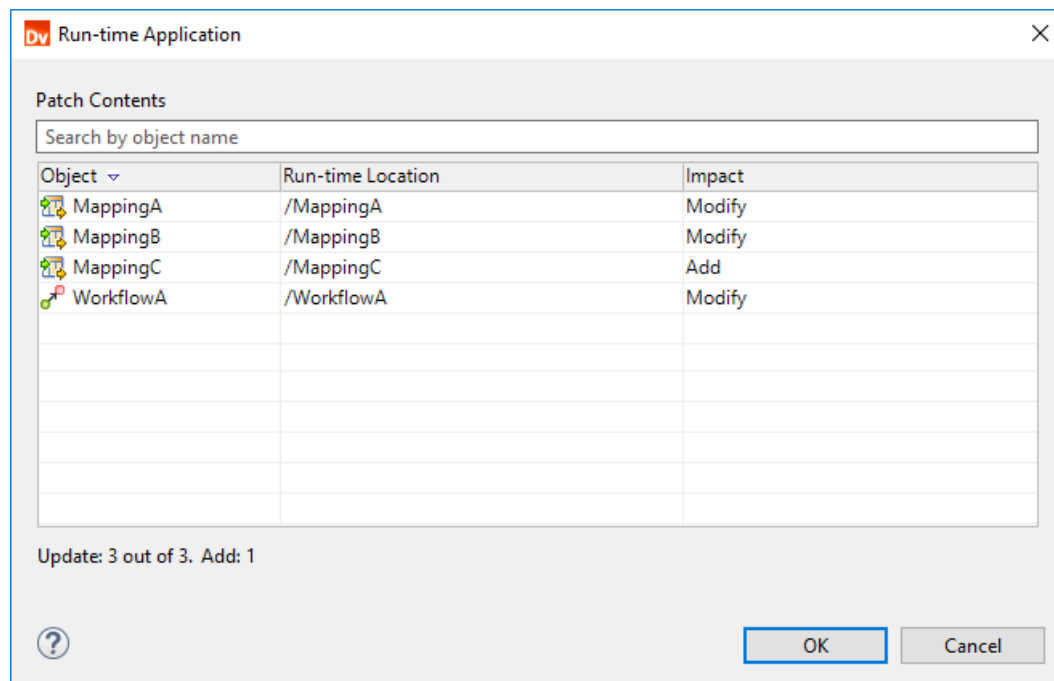 Dv Run-time Application
Patch Contents
Search by object name
Object Run-time Location Impact
MappingA /MappingA Modify
MappingB /MappingB Modify
MappingC /MappingC Add
WorkflowA /WorkflowA Modify
Update: 3 out of 3. Add: 1
? OK Cancel